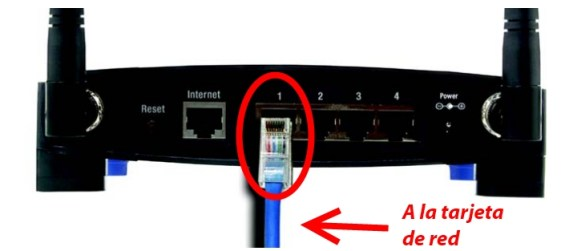 Internet
Reset
1 2 3 4
Power
A la tarjeta
de red